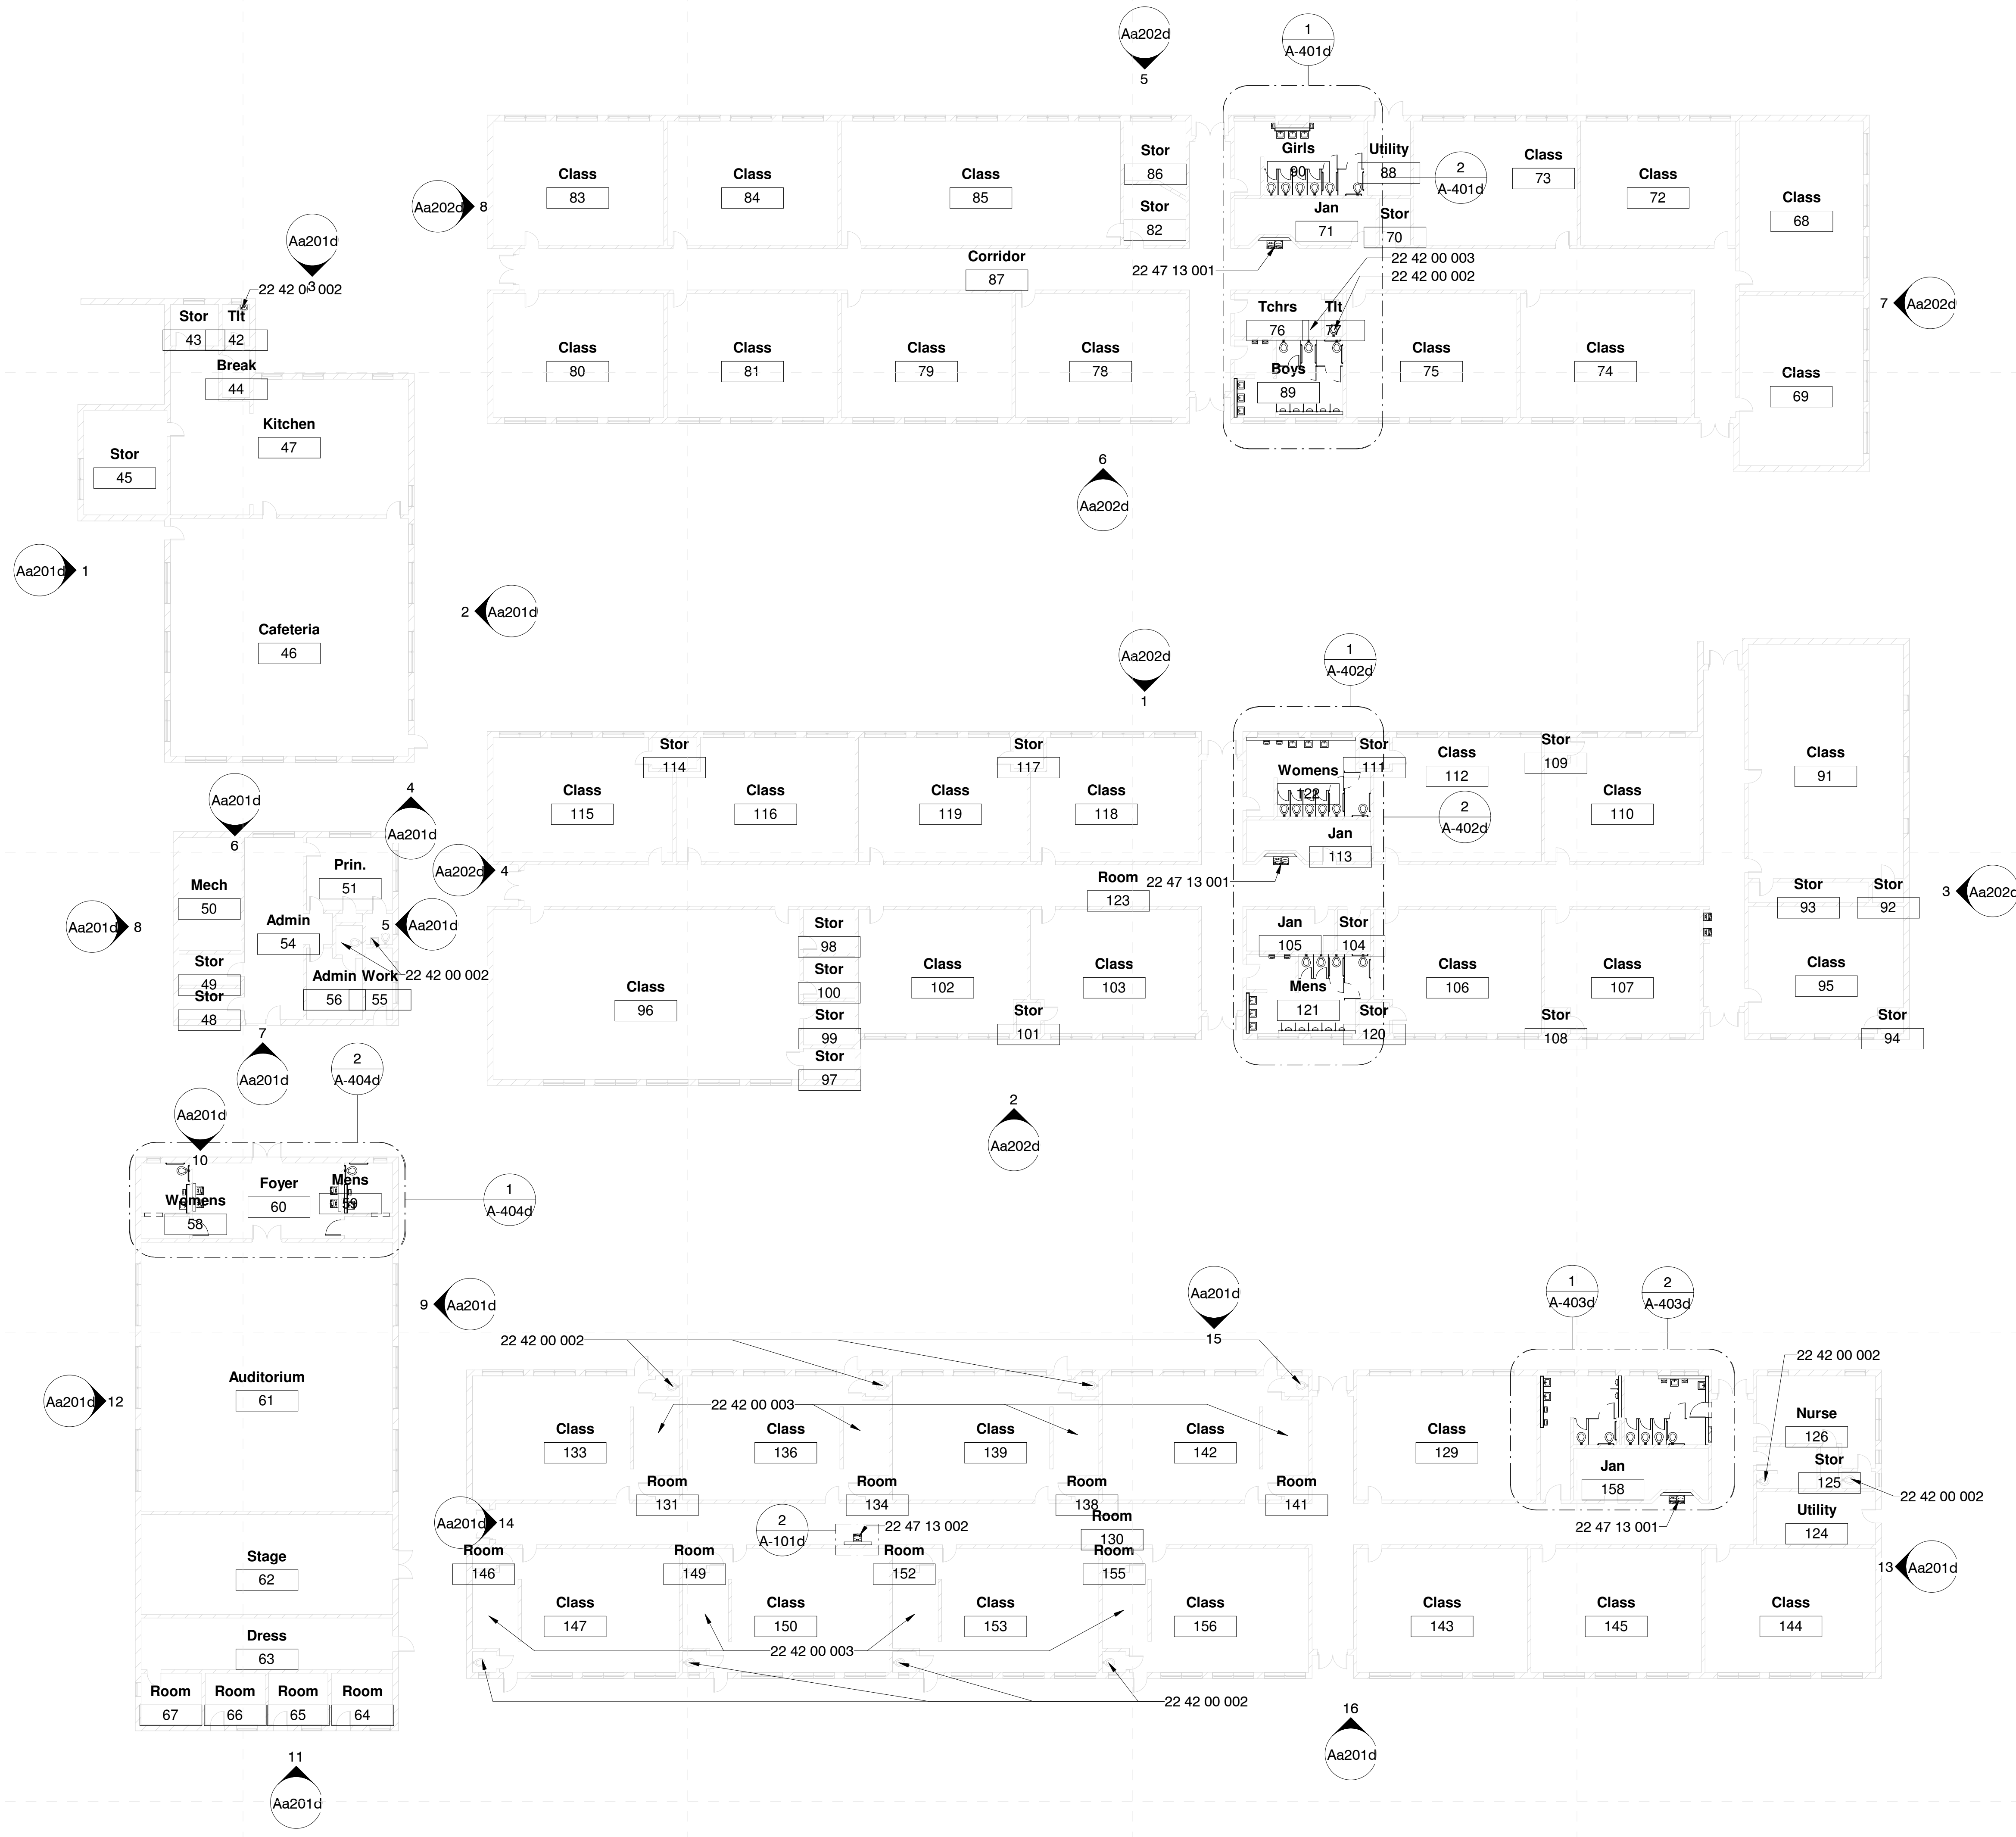 Aa202d
5
1
A-401d
Class
83
Class
84
Class
85
Stor
86
Stor
82
Girls
90
Utility
88
2
A-401d
Class
73
Class
72
Class
68
Jan
71
Stor
70
Aa202d
8
Corridor
87
22 47 13 001
22 42 00 003
22 42 00 002
Class
80
Class
81
Class
79
Class
78
Tchrs
76
Tlt
77
Boys
89
Class
75
Class
74
Class
69
7
Aa202d
6
Aa202d
Aa201d
3
22 42 00 002
Stor
43
Tlt
42
Break
44
Kitchen
47
Stor
45
Aa201d
1
2
Aa201d
Cafeteria
46
Aa202d
1
1
A-402d
Class
115
Stor
114
Class
116
Class
119
Stor
117
Class
118
Womens
122
Stor
111
Class
112
Stor
109
Class
110
Class
91
2
A-402d
Jan
113
Aa202d
4
22 47 13 001
Room
123
Stor
93
Stor
92
3
Aa202d
Class
96
Stor
98
Stor
100
Stor
99
Stor
97
Class
102
Stor
101
Class
103
Jan
105
Stor
104
Mens
121
Stor
120
Class
106
Stor
108
Class
107
Class
95
Stor
94
2
Aa202d
Aa201d
6
4
Aa201d
Mech
50
Prin.
51
Admin
54
5
Aa201d
Aa201d
8
22 42 00 002
Stor
49
Stor
48
Admin
56
Work
55
7
Aa201d
2
A-404d
Aa201d
10
Womens
58
Foyer
60
Mens
59
1
A-404d
9
Aa201d
Aa201d
12
Auditorium
61
Stage
62
Dress
63
Room
67
Room
66
Room
65
Room
64
11
Aa201d
Aa201d
15
22 42 00 002
22 42 00 003
1
A-403d
2
A-403d
22 42 00 002
Class
133
Class
136
Class
139
Class
142
Class
129
Nurse
126
Stor
125
22 42 00 002
Room
131
Room
134
Room
138
Room
141
Jan
158
22 47 13 001
Utility
124
Aa201d
14
2
A-101d
22 47 13 002
Room
130
Room
146
Room
149
Room
152
Room
155
Class
147
Class
150
Class
153
Class
156
Class
143
Class
145
Class
144
13
Aa201d
22 42 00 003
22 42 00 002
16
Aa201d